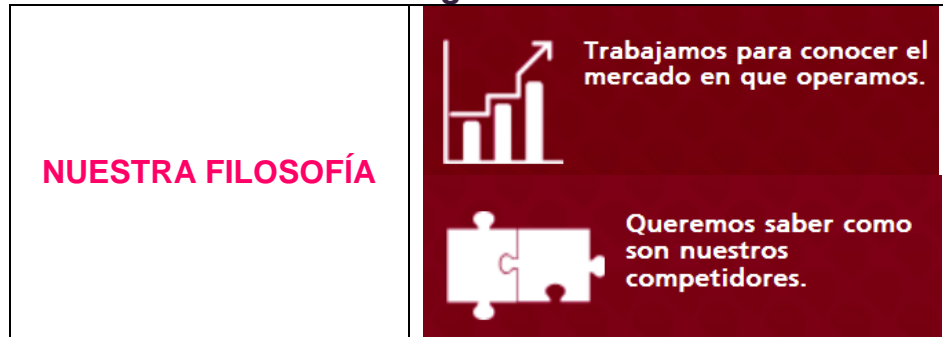 NUESTRA FILOSOFÍA
Trabajamos para conocer el
mercado en que operamos.
Queremos saber como
son nuestros
competidores.